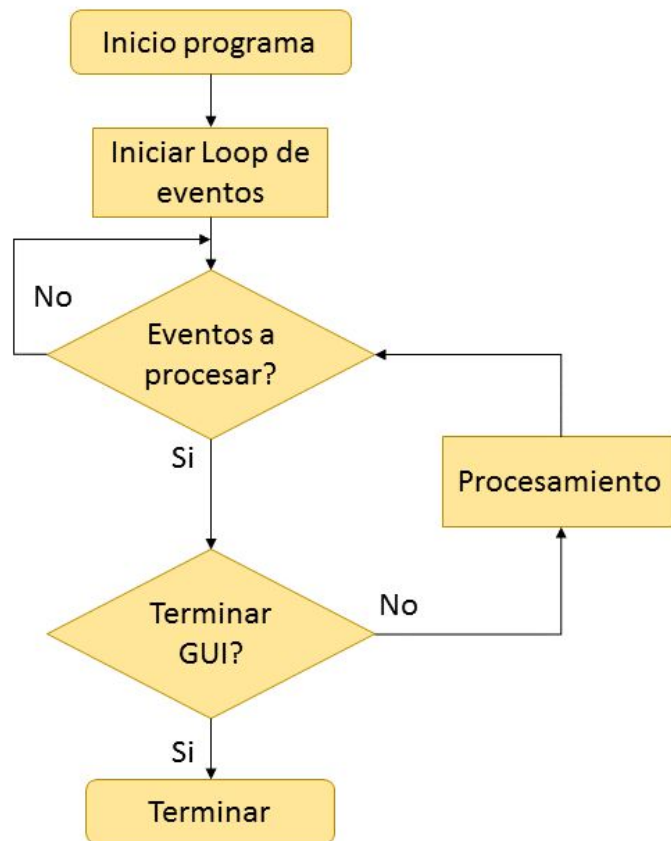 Inicio programa
Iniciar Loop de
eventos
No
Eventos a
procesar?
Si
Procesamiento
Terminar
GUI?
No
Si
Terminar